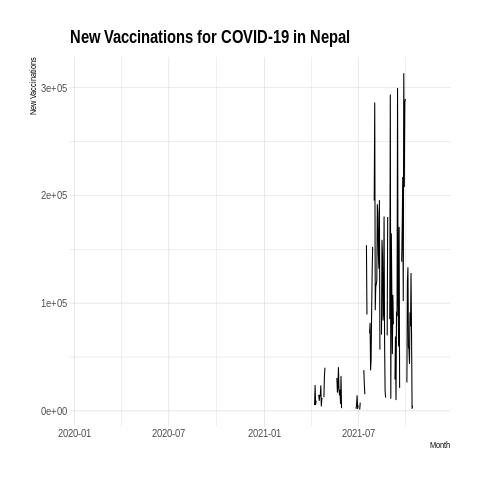 New Vaccinations for COVID-19 in Nepal
New Vaccinations
3e+05
2e+05
1e+05
0e+00
2020-01 2020-07 2021-01 2021-07
Month